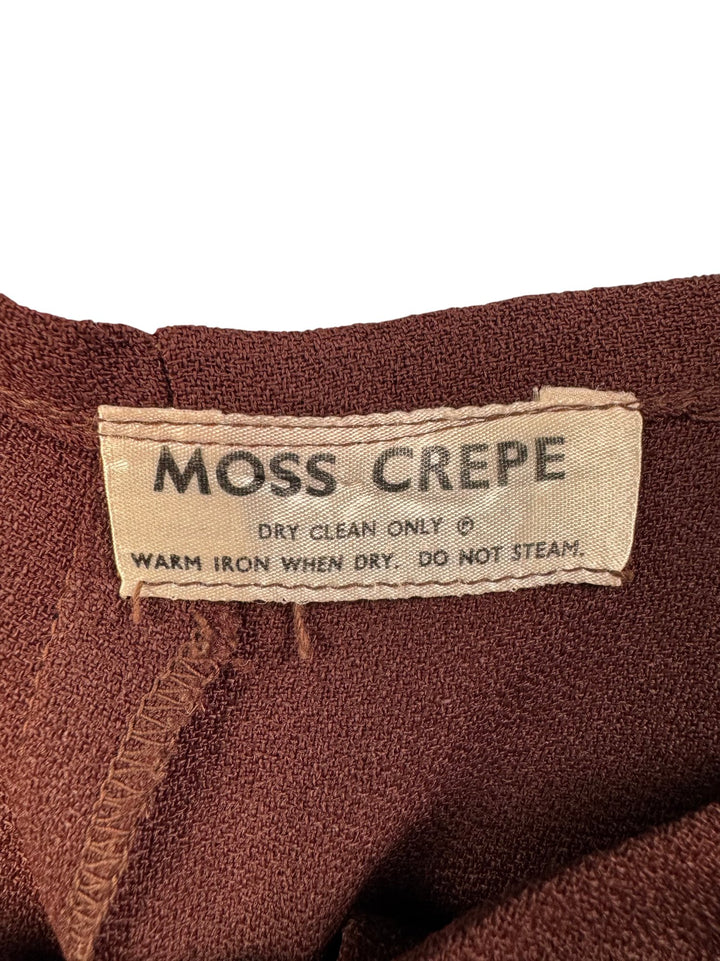 MOSS CREPE
DRY CLEAN ONLY Ⓟ
WARM IRON WHEN DRY. DO NOT STEAM.